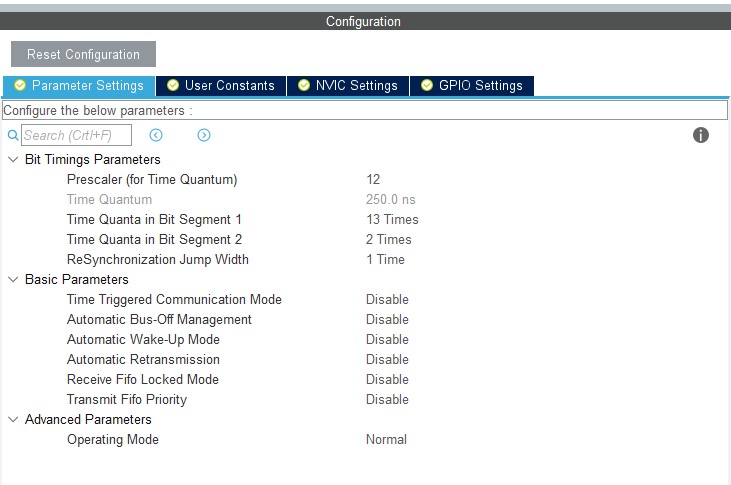 Configuration
Reset Configuration
Parameter Settings User Constants NVIC Settings GPIO Settings
Configure the below parameters :
Search (Crtl+F)
Bit Timings Parameters
Prescaler (for Time Quantum) 12
Time Quantum 250.0 ns
Time Quanta in Bit Segment 1 13 Times
Time Quanta in Bit Segment 2 2 Times
ReSynchronization Jump Width 1 Time
Basic Parameters
Time Triggered Communication Mode Disable
Automatic Bus-Off Management Disable
Automatic Wake-Up Mode Disable
Automatic Retransmission Disable
Receive Fifo Locked Mode Disable
Transmit Fifo Priority Disable
Advanced Parameters
Operating Mode Normal